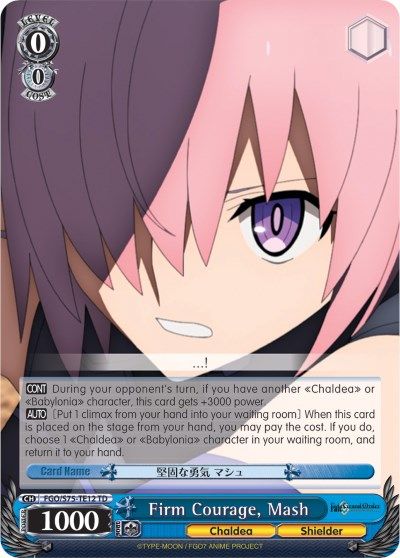 LEVEL
0
0
COST
...!
CONT During your opponent's turn, if you have another «Chaldea» or
«Babylonia» character, this card gets +3000 power.
AUTO [Put 1 climax from your hand into your waiting room] When this card
is placed on the stage from your hand, you may pay the cost. If you do,
choose 1 «Chaldea» or «Babylonia» character in your waiting room, and
return it to your hand.
Card Name 堅固な勇気 マシュ
CH FGO/S75-TE12 TD
POWER 1000 Firm Courage, Mash
Chaldea Shielder
©TYPE-MOON / FGO7 ANIME PROJECT